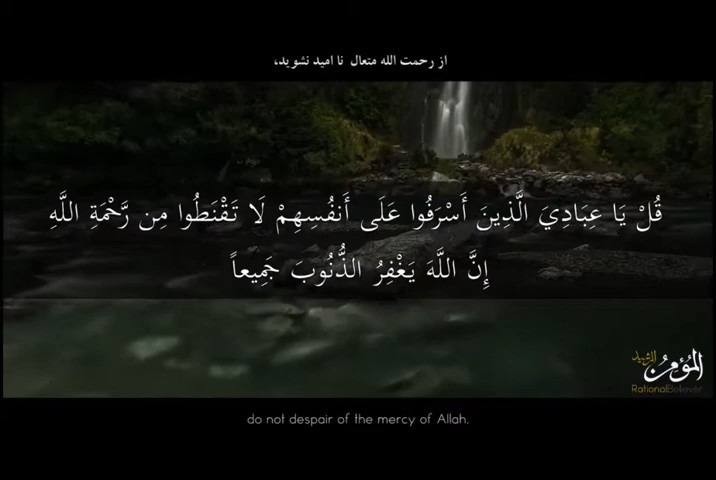 از رحمت الله متعال نا امید نشوید،
قُلْ يَا عِبَادِيَ الَّذِينَ أَسْرَفُوا عَلَى أَنفُسِهِمْ لَا تَقْنَطُوا مِن رَّحْمَةِ اللَّهِ
إِنَّ اللَّهَ يَغْفِرُ الذُّنُوبَ جَمِيعاً
المؤمن الرشيد
RationalBeliever
do not despair of the mercy of Allah.